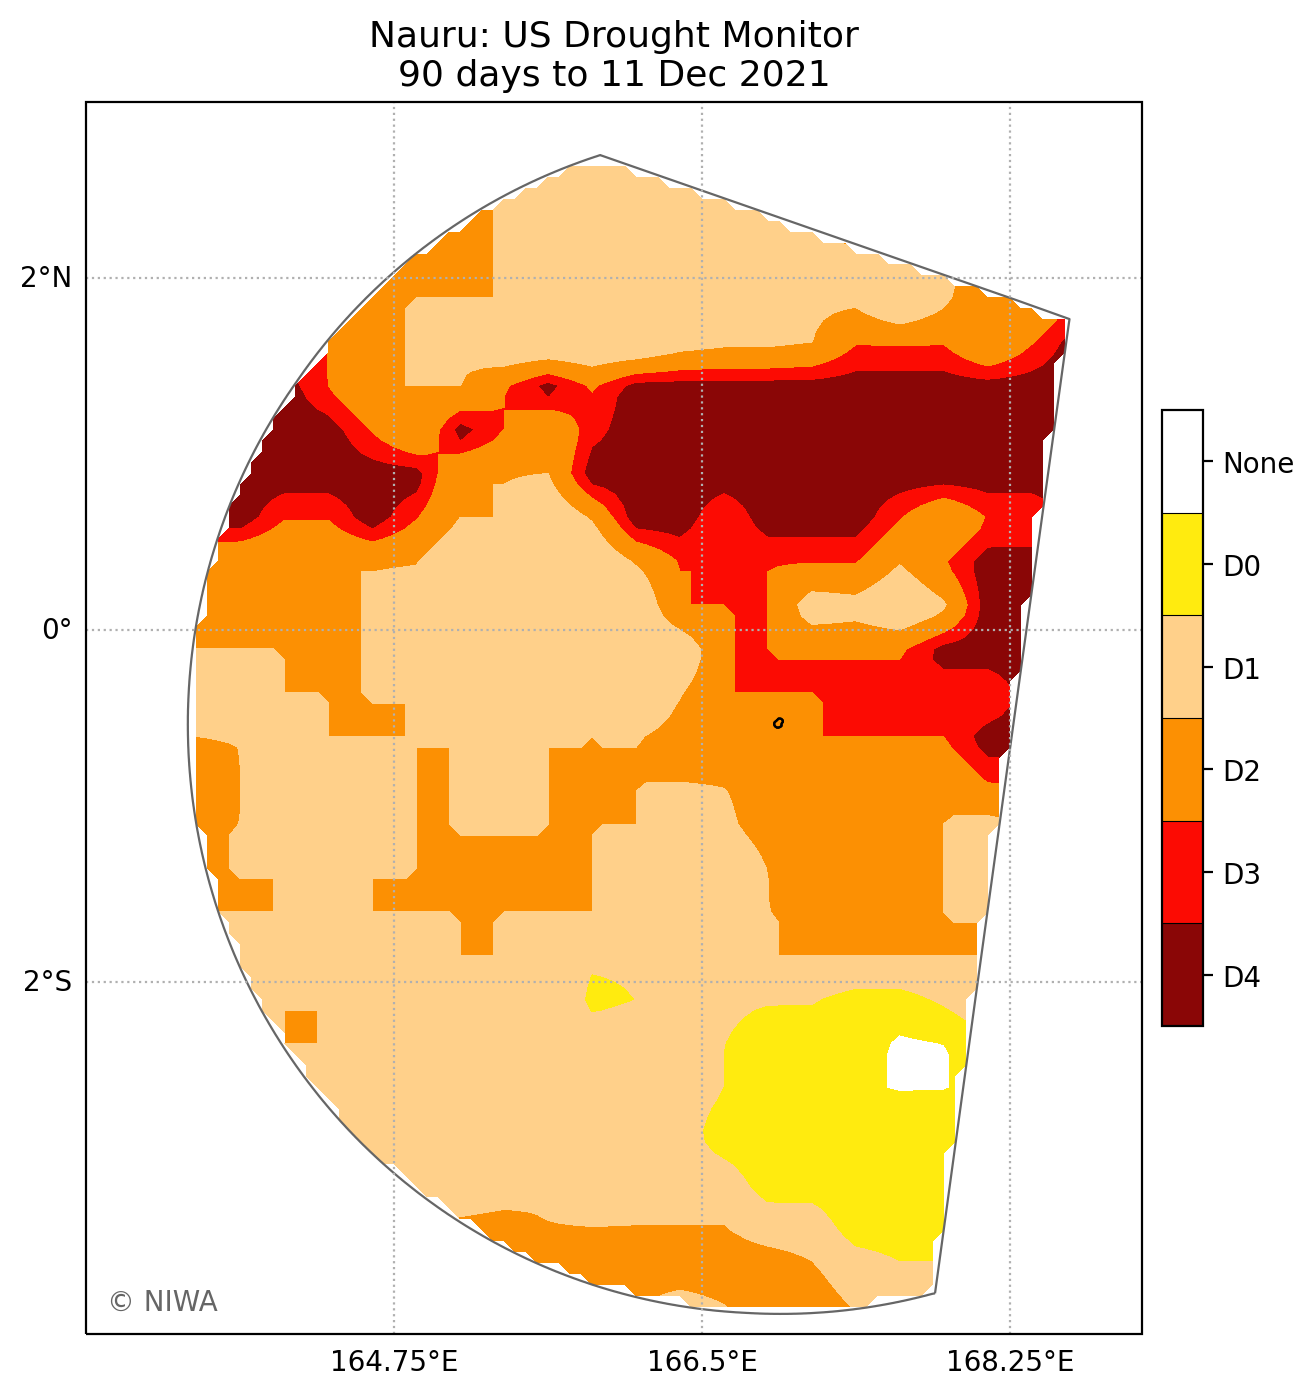 Nauru: US Drought Monitor
90 days to 11 Dec 2021
2°N
0°
2°S
164.75°E
166.5°E
168.25°E
None
D0
D1
D2
D3
D4
© NIWA